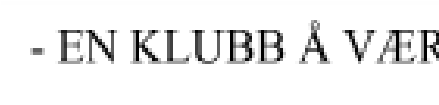 - EN KLUBB Å VÆR